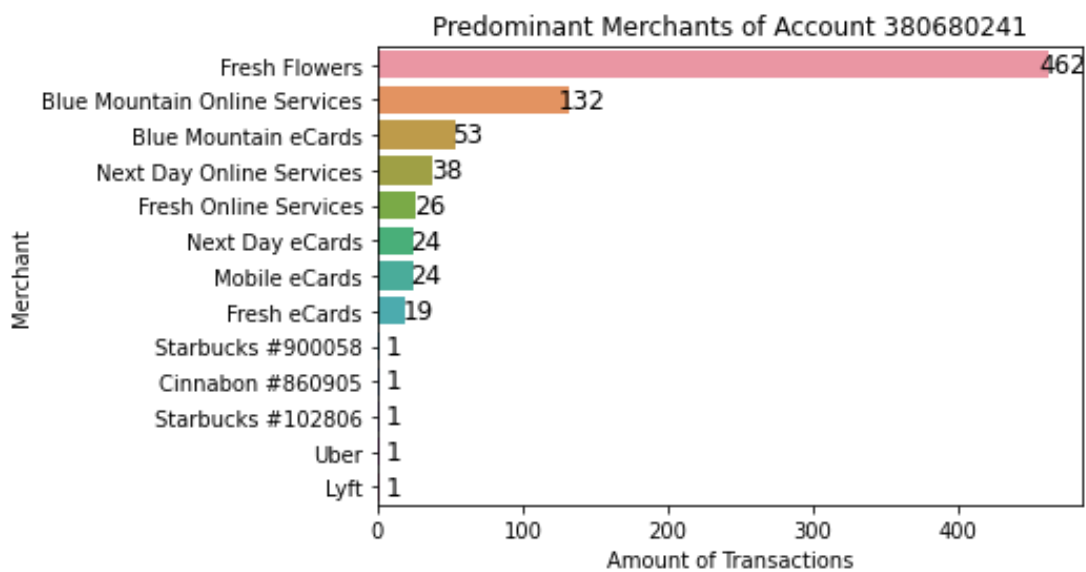 Predominant Merchants of Account 380680241
Merchant
Fresh Flowers 462
Blue Mountain Online Services 132
Blue Mountain eCards 53
Next Day Online Services 38
Fresh Online Services 26
Next Day eCards 24
Mobile eCards 24
Fresh eCards 19
Starbucks #900058 1
Cinnabon #860905 1
Starbucks #102806 1
Uber 1
Lyft 1
0 100 200 300 400
Amount of Transactions